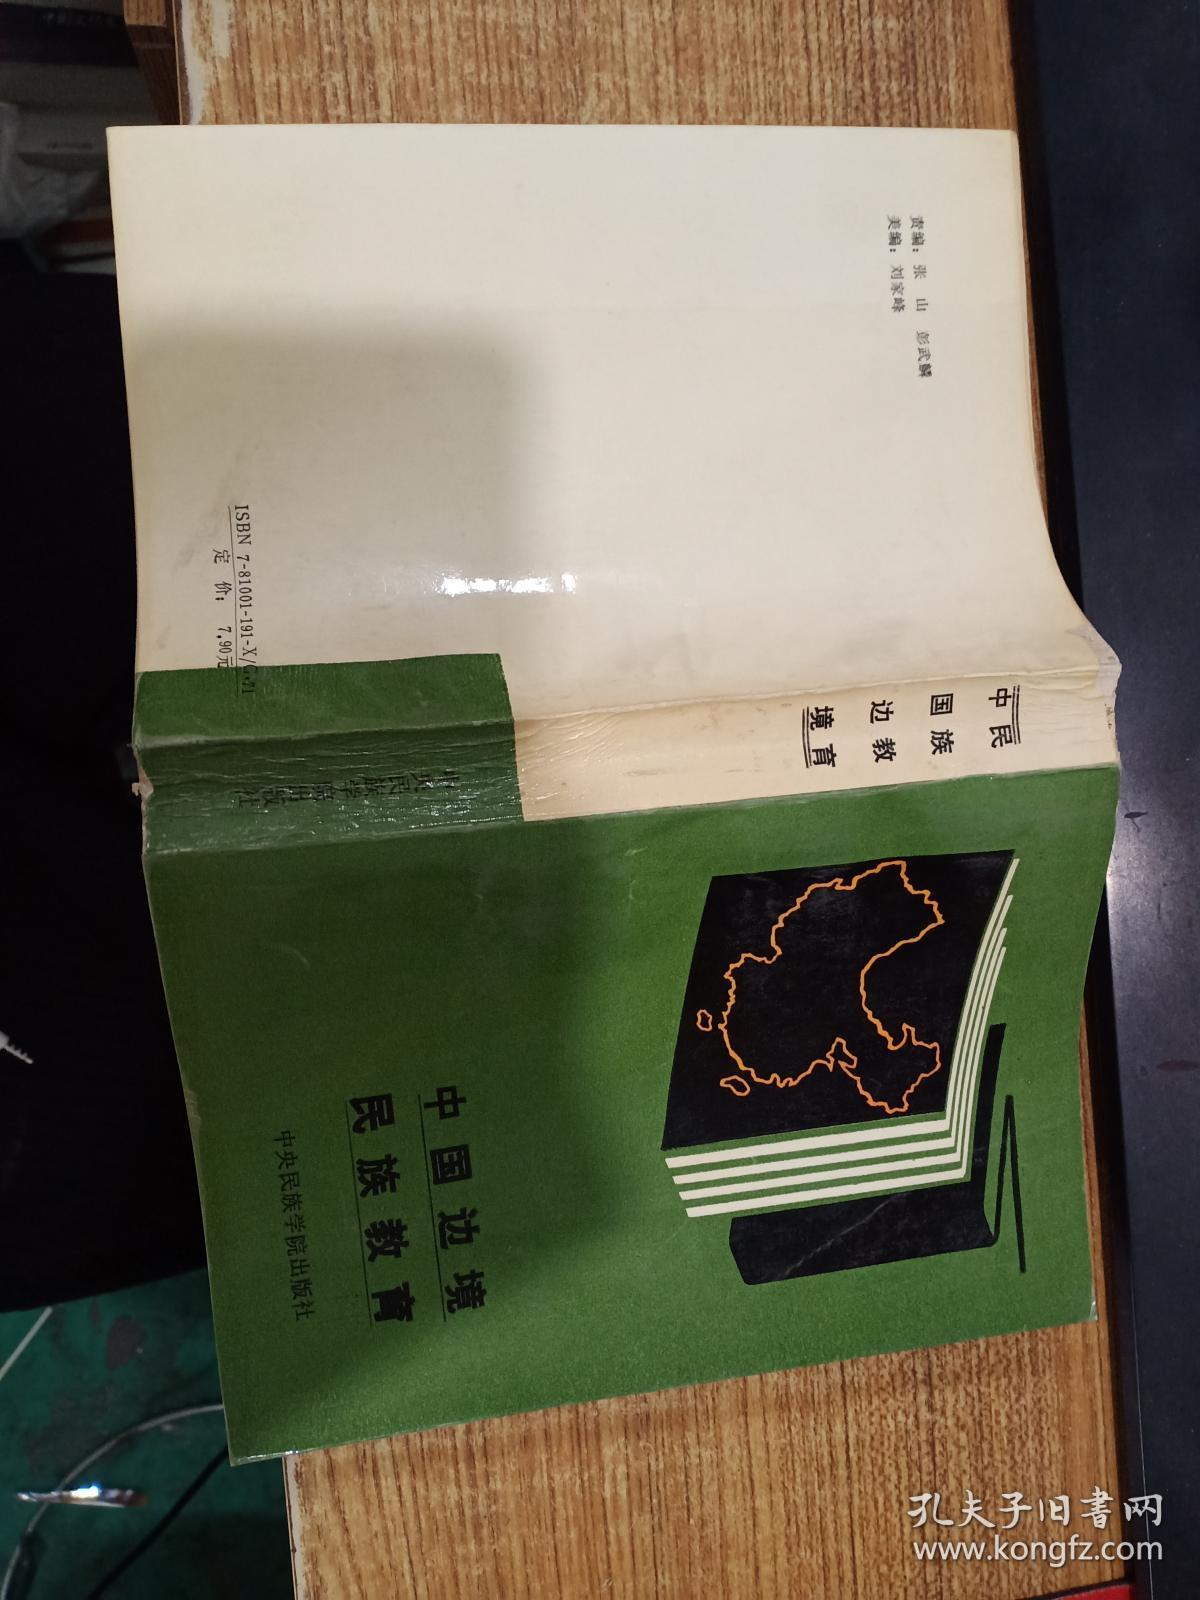 责编：张 山 彭武麟
美编：刘家峰
ISBN 7-81001-191-X/G·71
定 价：7.90元
中国边境
民族教育
中央民族学院出版社
中国边境
民族教育
中央民族学院出版社
孔夫子旧书网
www.kongfz.com